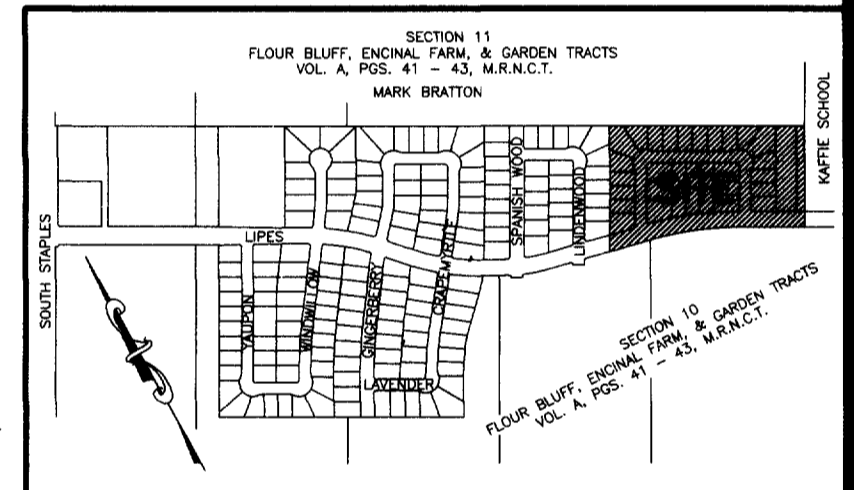 SECTION 11
FLOUR BLUFF, ENCINAL FARM, & GARDEN TRACTS
VOL. A, PGS. 41 - 43, M.R.N.C.T.
MARK BRATTON
KAFFIE SCHOOL
SOUTH STAPLES
LIPES
YAUPON
WINDWILLOW
GINGERBERRY
CRAPEMYRTLE
SPANISH WOOD
LINDENWOOD
SITE
LAVENDER
SECTION 10
FLOUR BLUFF, ENCINAL FARM, & GARDEN TRACTS
VOL. A, PGS. 41 - 43, M.R.N.C.T.